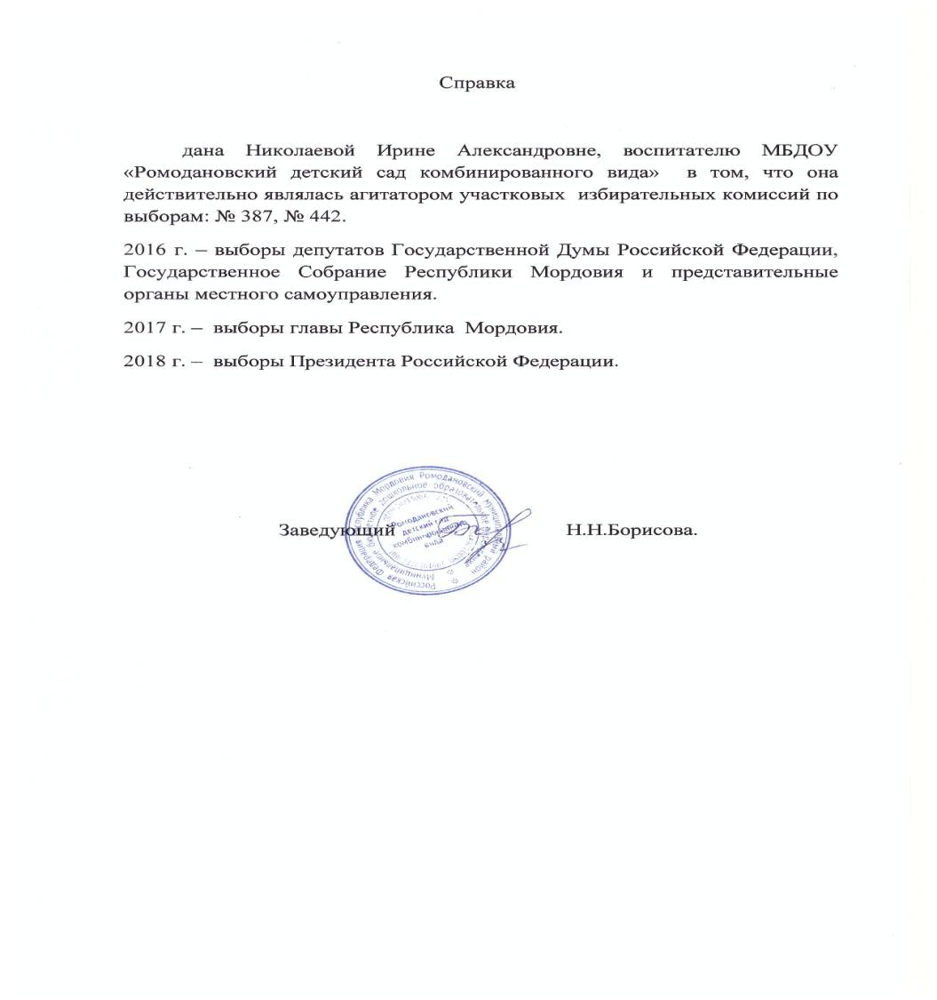 Справка
дана Николаевой Ирине Александровне, воспитателю МБДОУ
«Ромодановский детский сад комбинированного вида» в том, что она
действительно являлась агитатором участковых избирательных комиссий по
выборам: № 387, № 442.
2016 г. – выборы депутатов Государственной Думы Российской Федерации,
Государственное Собрание Республики Мордовия и представительные
органы местного самоуправления.
2017 г. – выборы главы Республика Мордовия.
2018 г. – выборы Президента Российской Федерации.
Заведующий Н.Н.Борисова.
Российская Федерация Республика Мордовия Ромодановский муниципальный район
Муниципальное бюджетное дошкольное образовательное учреждение
Ромодановский
детский сад
комбинированного
вида